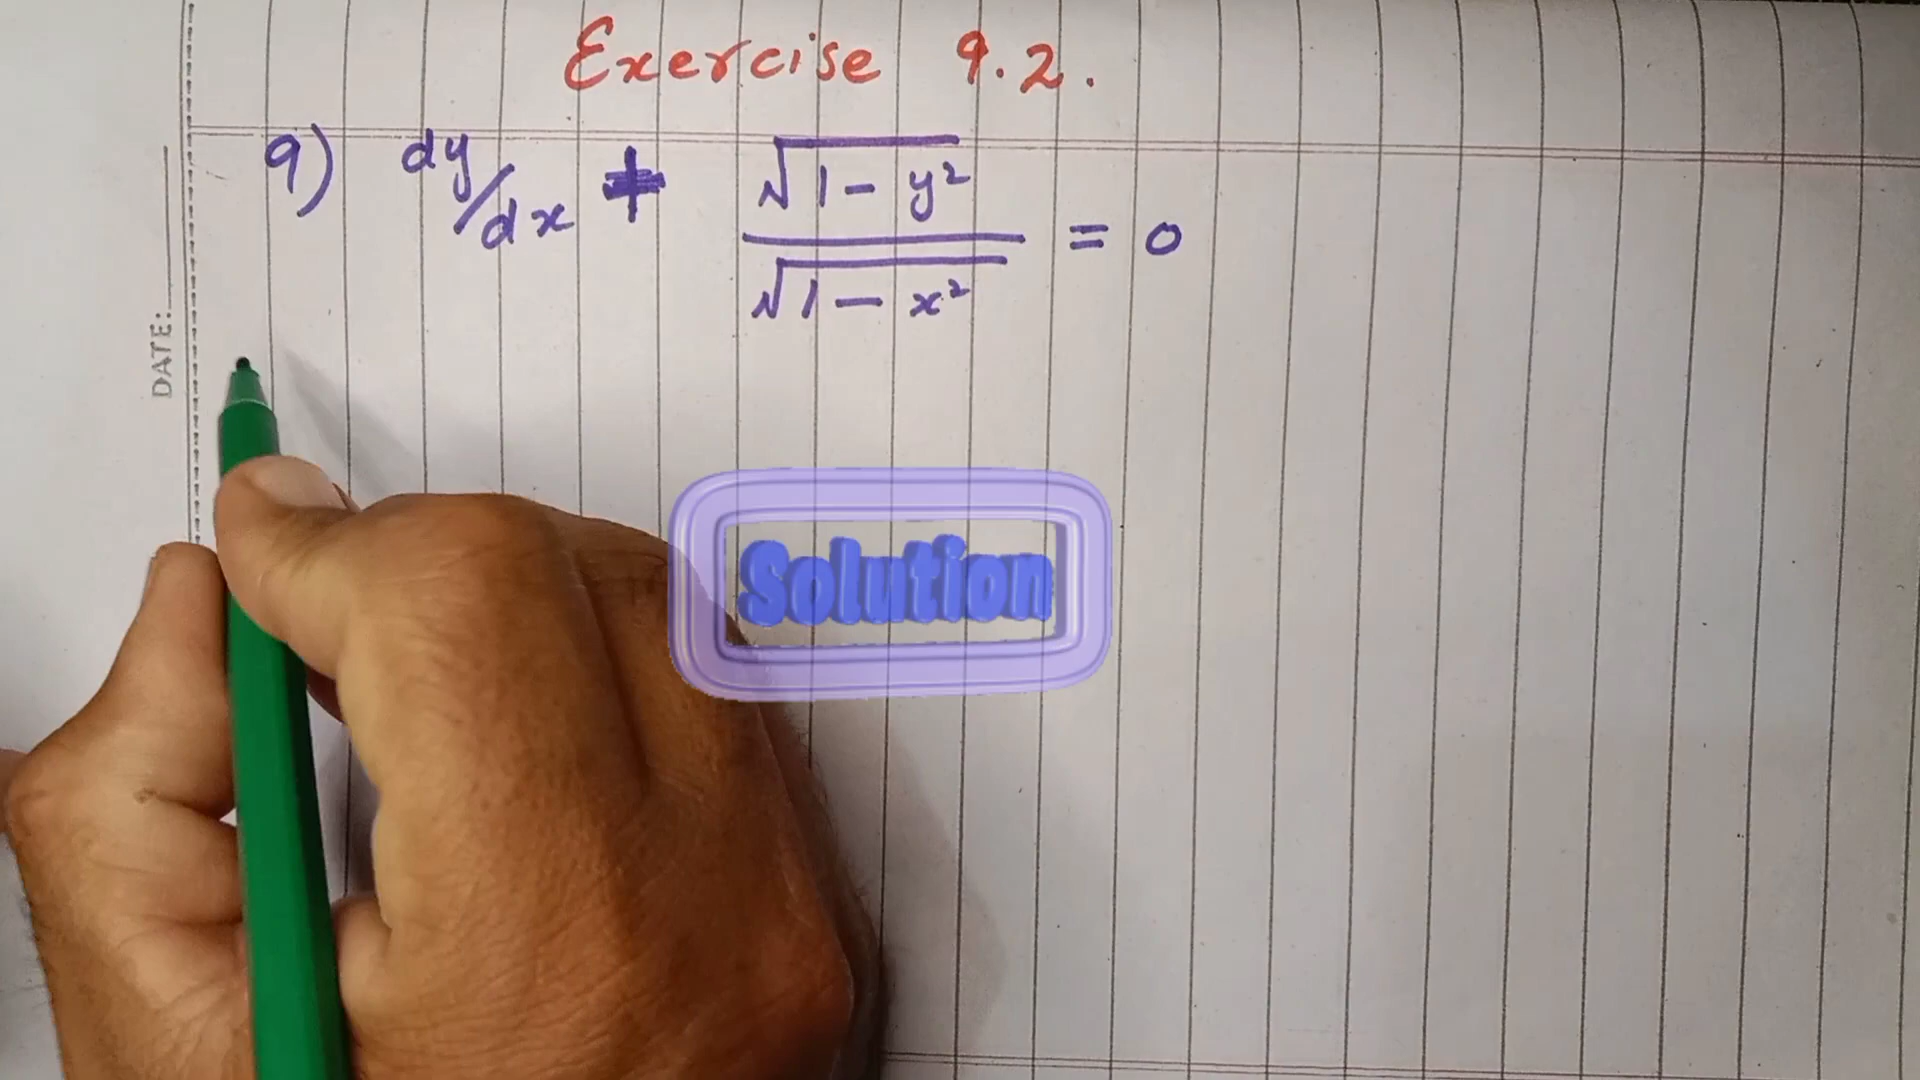 Exercise 9.2.
9) dy/dx + √1 - y² / √1 - x² = 0
DATE:
Solution